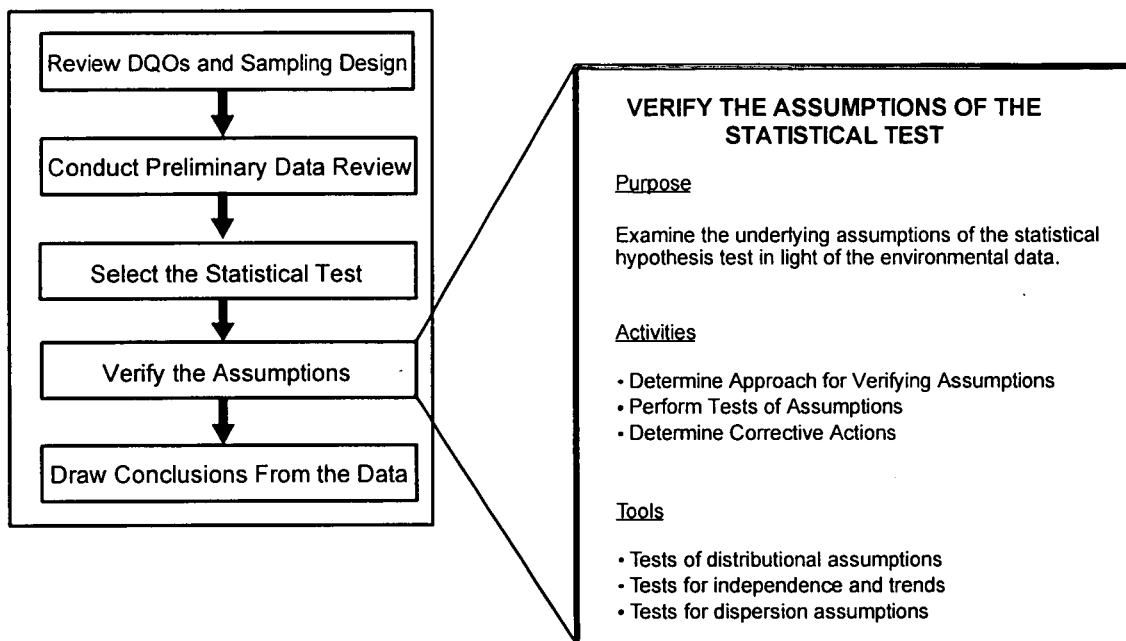 Review DQOs and Sampling Design
Conduct Preliminary Data Review
Select the Statistical Test
Verify the Assumptions
Draw Conclusions From the Data
VERIFY THE ASSUMPTIONS OF THE
STATISTICAL TEST
Purpose
Examine the underlying assumptions of the statistical
hypothesis test in light of the environmental data.
Activities
• Determine Approach for Verifying Assumptions
• Perform Tests of Assumptions
• Determine Corrective Actions
Tools
• Tests of distributional assumptions
• Tests for independence and trends
• Tests for dispersion assumptions